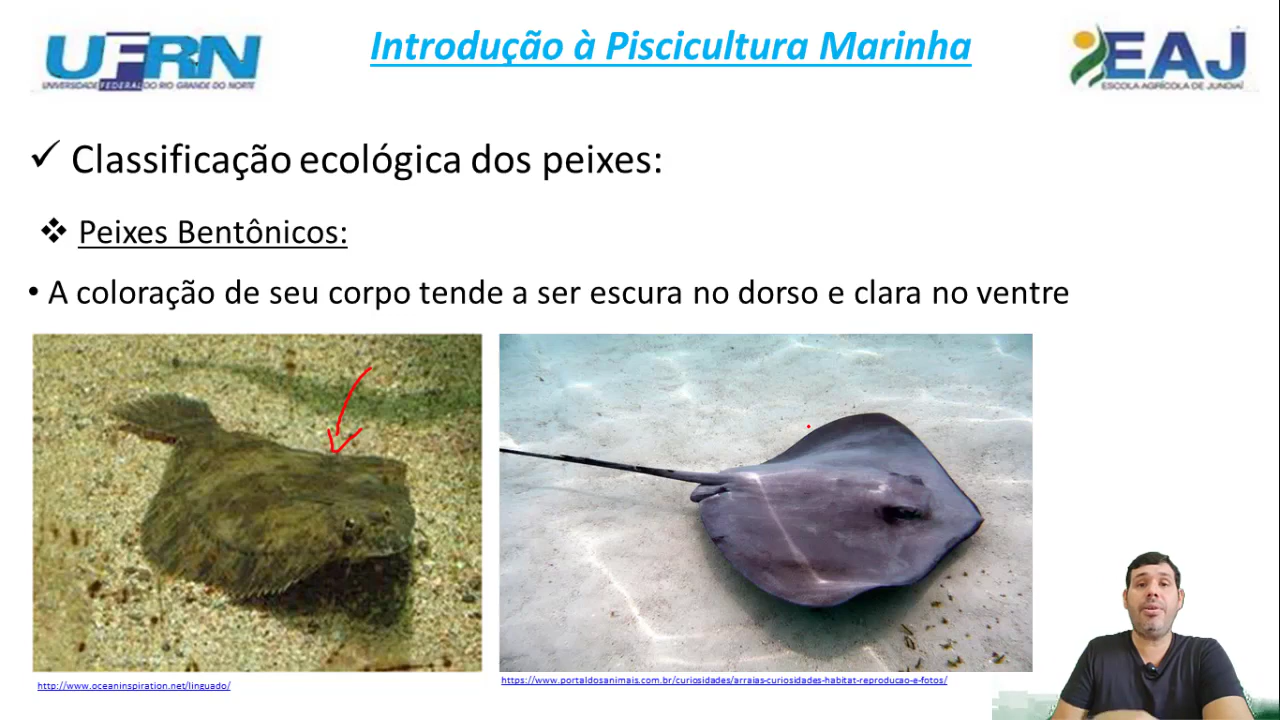 UFRN
UNIVERSIDADE FEDERAL DO RIO GRANDE DO NORTE
Introdução à Piscicultura Marinha
EAJ
ESCOLA AGRÍCOLA DE JUNDIAÍ
✓ Classificação ecológica dos peixes:
❖ Peixes Bentônicos:
• A coloração de seu corpo tende a ser escura no dorso e clara no ventre
http://www.oceaninspiration.net/linguado/
https://www.portaldosanimais.com.br/curiosidades/arraias-curiosidades-habitat-reproducao-e-fotos/